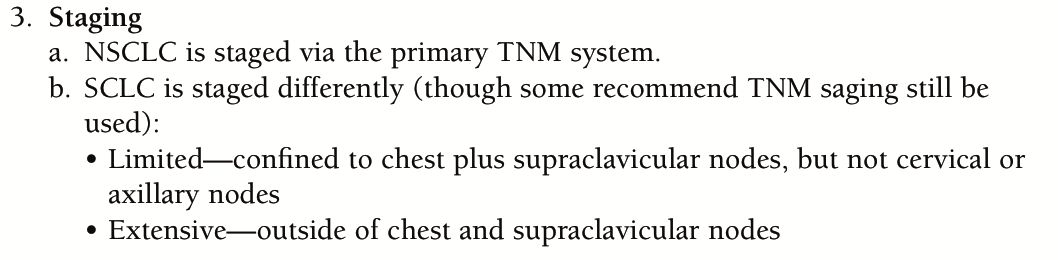 3. Staging
a. NSCLC is staged via the primary TNM system.
b. SCLC is staged differently (though some recommend TNM saging still be
used):
• Limited—confined to chest plus supraclavicular nodes, but not cervical or
axillary nodes
• Extensive—outside of chest and supraclavicular nodes